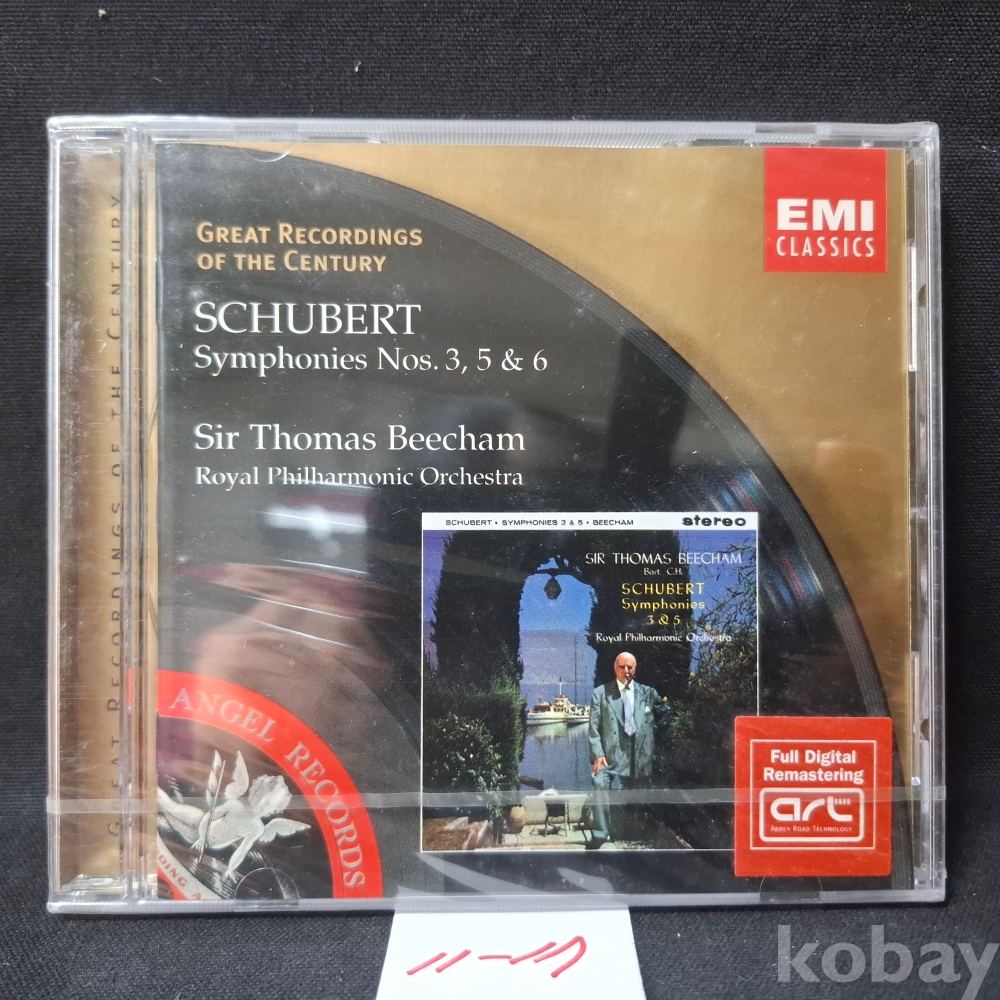 GREAT RECORDINGS OF THE CENTURY
GREAT RECORDINGS
OF THE CENTURY
EMI
CLASSICS
SCHUBERT
Symphonies Nos. 3, 5 & 6
Sir Thomas Beecham
Royal Philharmonic Orchestra
SCHUBERT • SYMPHONIES 3 & 5 • BEECHAM stereo
SIR THOMAS BEECHAM
Bart. C.H.
SCHUBERT
Symphonies
3 & 5
Royal Philharmonic Orchestra
ANGEL RECORDS
Full Digital
Remastering
art
ABBEY ROAD TECHNOLOGY
kobay